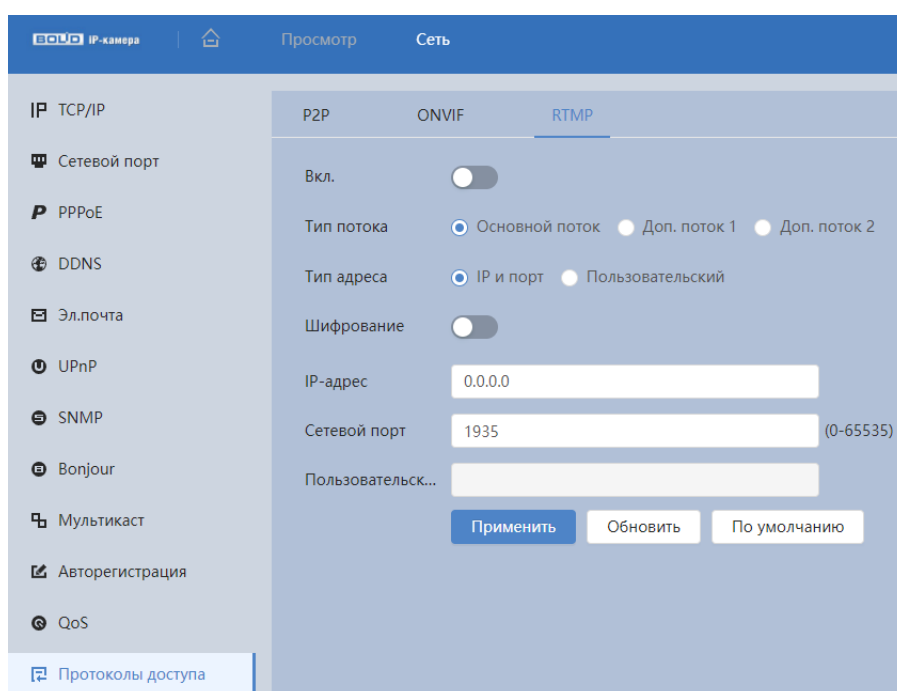 BOLID IP-камера
Просмотр Сеть
TCP/IP
Сетевой порт
PPPoE
DDNS
Эл.почта
UPnP
SNMP
Bonjour
Мультикаст
Авторегистрация
QoS
Протоколы доступа
P2P ONVIF RTMP
Вкл.
Тип потока Основной поток Доп. поток 1 Доп. поток 2
Тип адреса IP и порт Пользовательский
Шифрование
IP-адрес 0.0.0.0
Сетевой порт 1935 (0-65535)
Пользовательск...
Применить Обновить По умолчанию